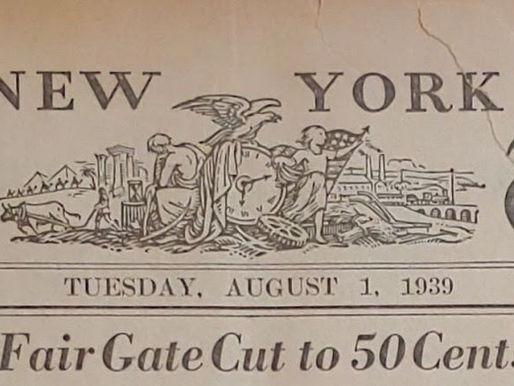 NEW YORK
TUESDAY, AUGUST 1, 1939
Fair Gate Cut to 50 Cent